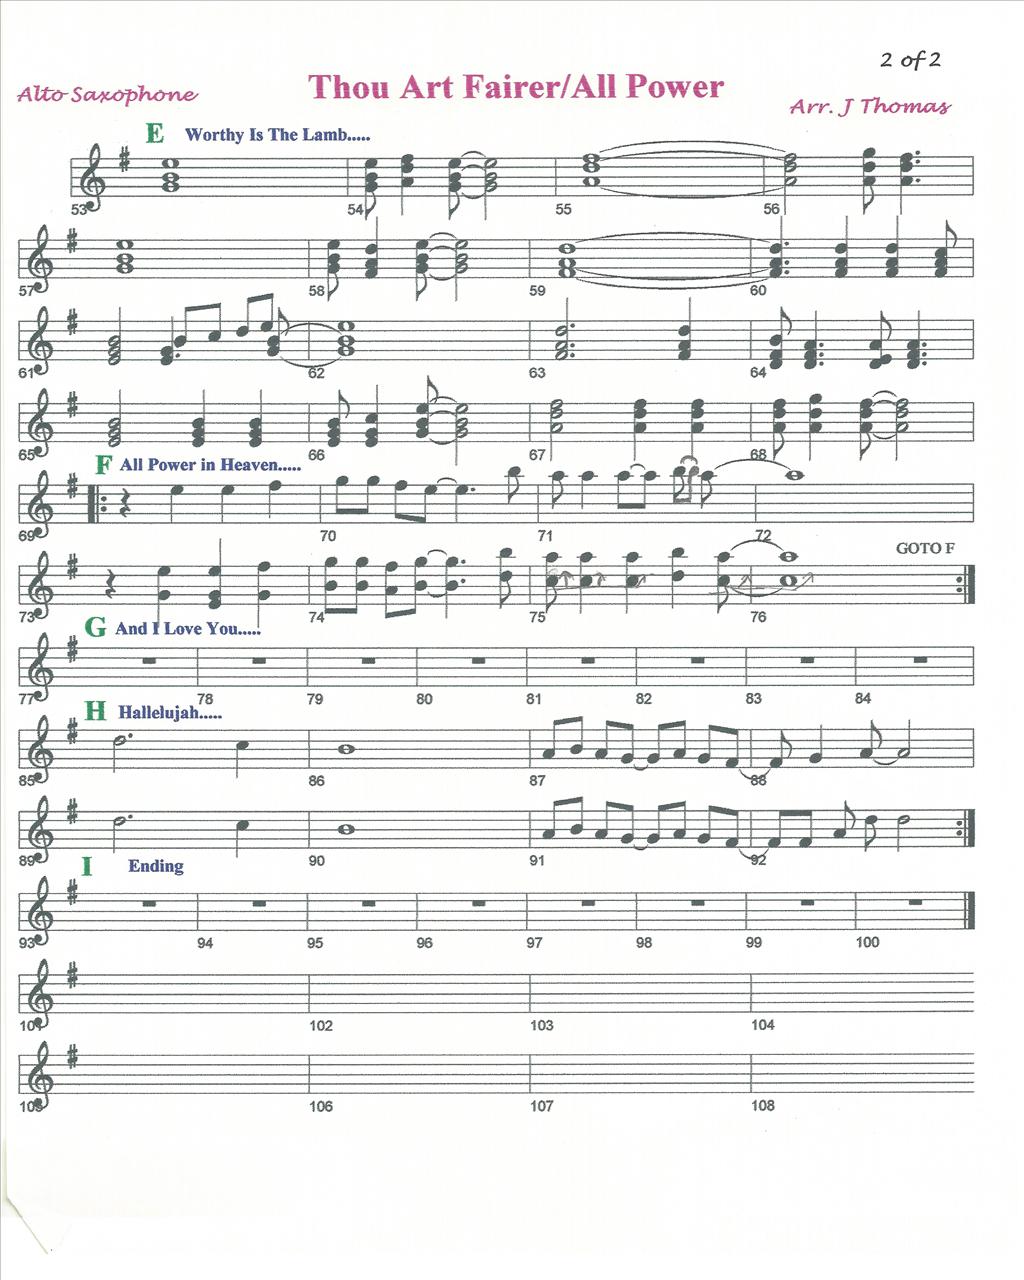 2 of 2
Alto Saxophone
Thou Art Fairer/All Power
Arr. J Thomas
E Worthy Is The Lamb.....
53 54 55 56
57 58 59 60
61 62 63 64
65 66 67 68
F All Power in Heaven.....
69 70 71 72
GOTO F
73 74 75 76
G And I Love You.....
77 78 79 80 81 82 83 84
H Hallelujah.....
85 86 87 88
89 90 91 92
I Ending
93 94 95 96 97 98 99 100
101 102 103 104
105 106 107 108